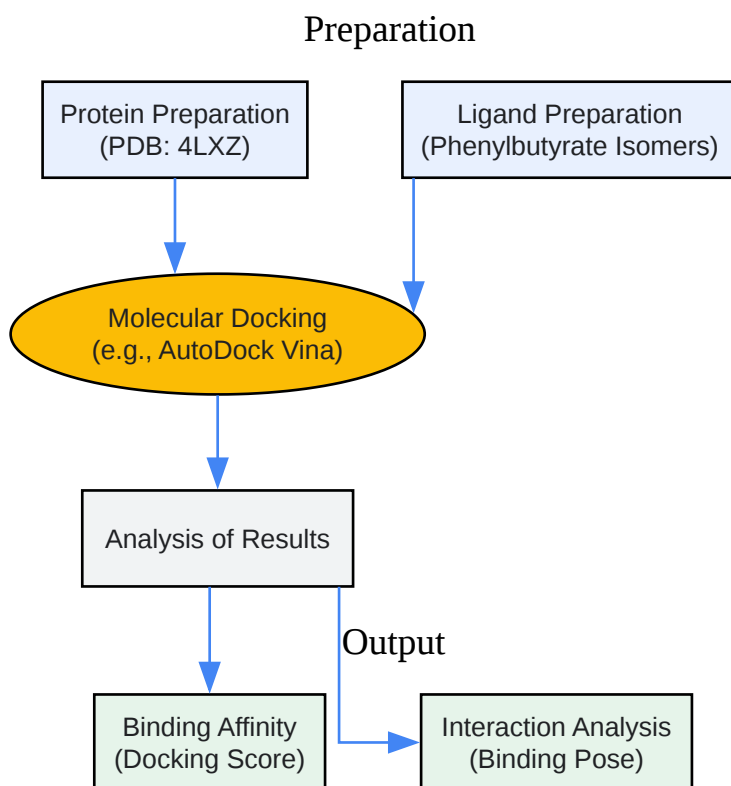 Preparation
Protein Preparation
(PDB: 4LXZ)
Ligand Preparation
(Phenylbutyrate Isomers)
Molecular Docking
(e.g., AutoDock Vina)
Analysis of Results
Output
Binding Affinity
(Docking Score)
Interaction Analysis
(Binding Pose)